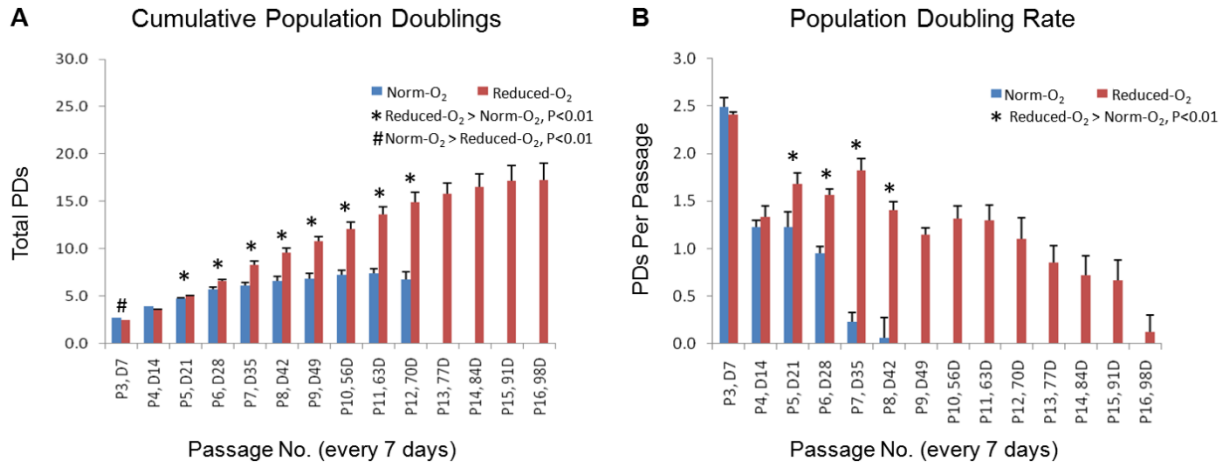 A
Cumulative Population Doublings
30.0
25.0
20.0
15.0
10.0
5.0
0.0
Total PDs
Norm-O₂ Reduced-O₂
* Reduced-O₂ > Norm-O₂, P<0.01
# Norm-O₂ > Reduced-O₂, P<0.01
#
*
*
*
*
*
*
*
*
P3, D7
P4, D14
P5, D21
P6, D28
P7, D35
P8, D42
P9, D49
P10, 56D
P11, 63D
P12, 70D
P13, 77D
P14, 84D
P15, 91D
P16, 98D
Passage No. (every 7 days)
B
Population Doubling Rate
3.0
2.5
2.0
1.5
1.0
0.5
0.0
PDs Per Passage
Norm-O₂ Reduced-O₂
* Reduced-O₂ > Norm-O₂, P<0.01
*
*
*
*
P3, D7
P4, D14
P5, D21
P6, D28
P7, D35
P8, D42
P9, D49
P10, 56D
P11, 63D
P12, 70D
P13, 77D
P14, 84D
P15, 91D
P16, 98D
Passage No. (every 7 days)